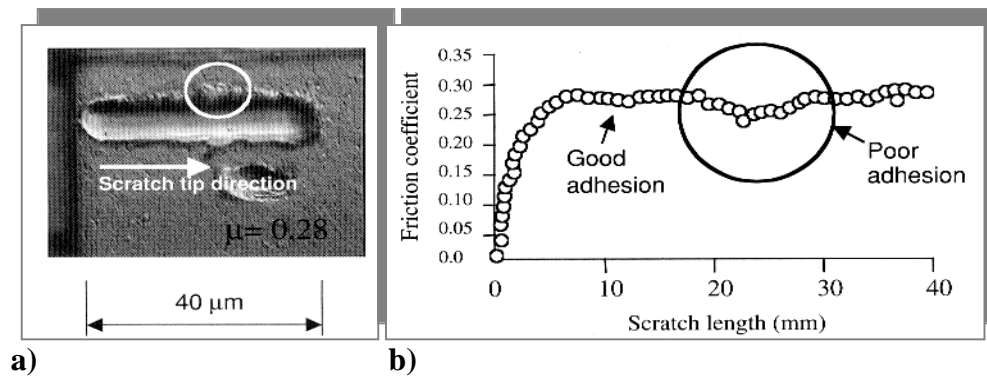 Scratch tip direction
μ= 0.28
40 μm
a)
Friction coefficient
0.35
0.30
0.25
0.20
0.15
0.10
0.05
0.0
Good
adhesion
Poor
adhesion
0
10
20
30
40
Scratch length (mm)
b)